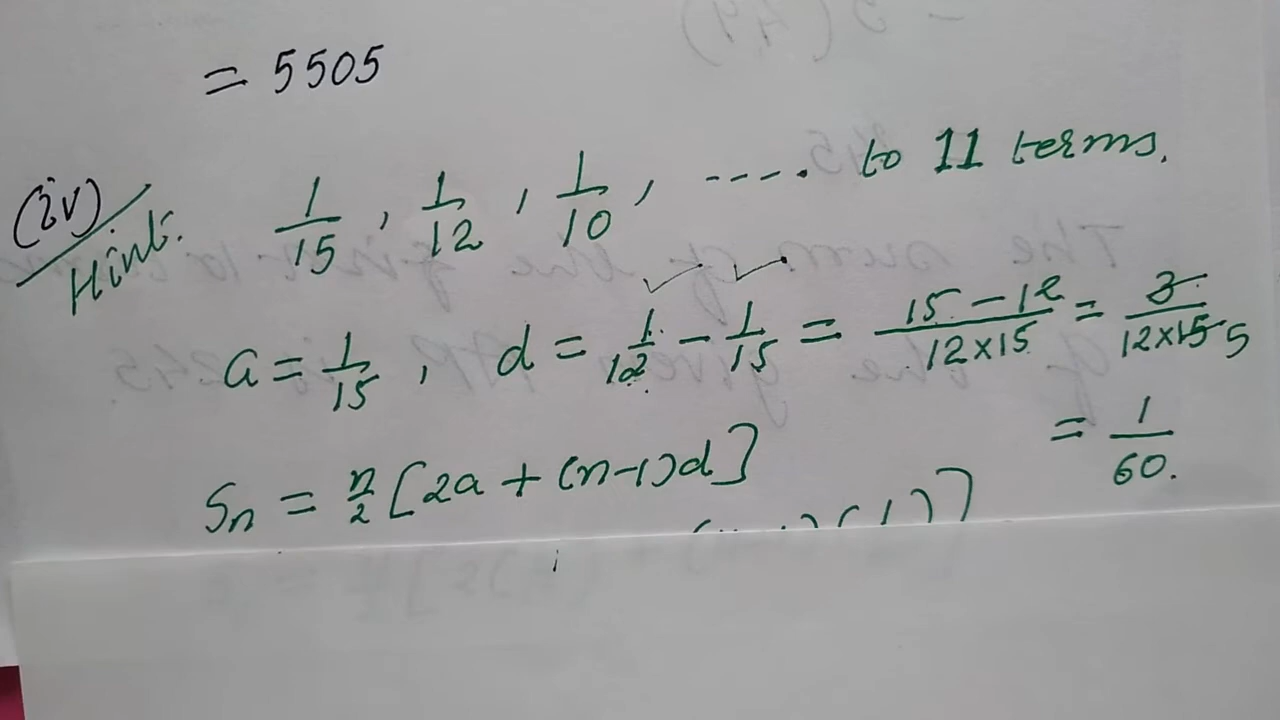 = 5505
(iv) Hint: 1/15, 1/12, 1/10, ---- to 11 terms.
a = 1/15, d = 1/12 - 1/15 = 15-12/12×15 = 3/12×15 5
= 1/60.
Sn = n/2 [2a + (n-1)d]